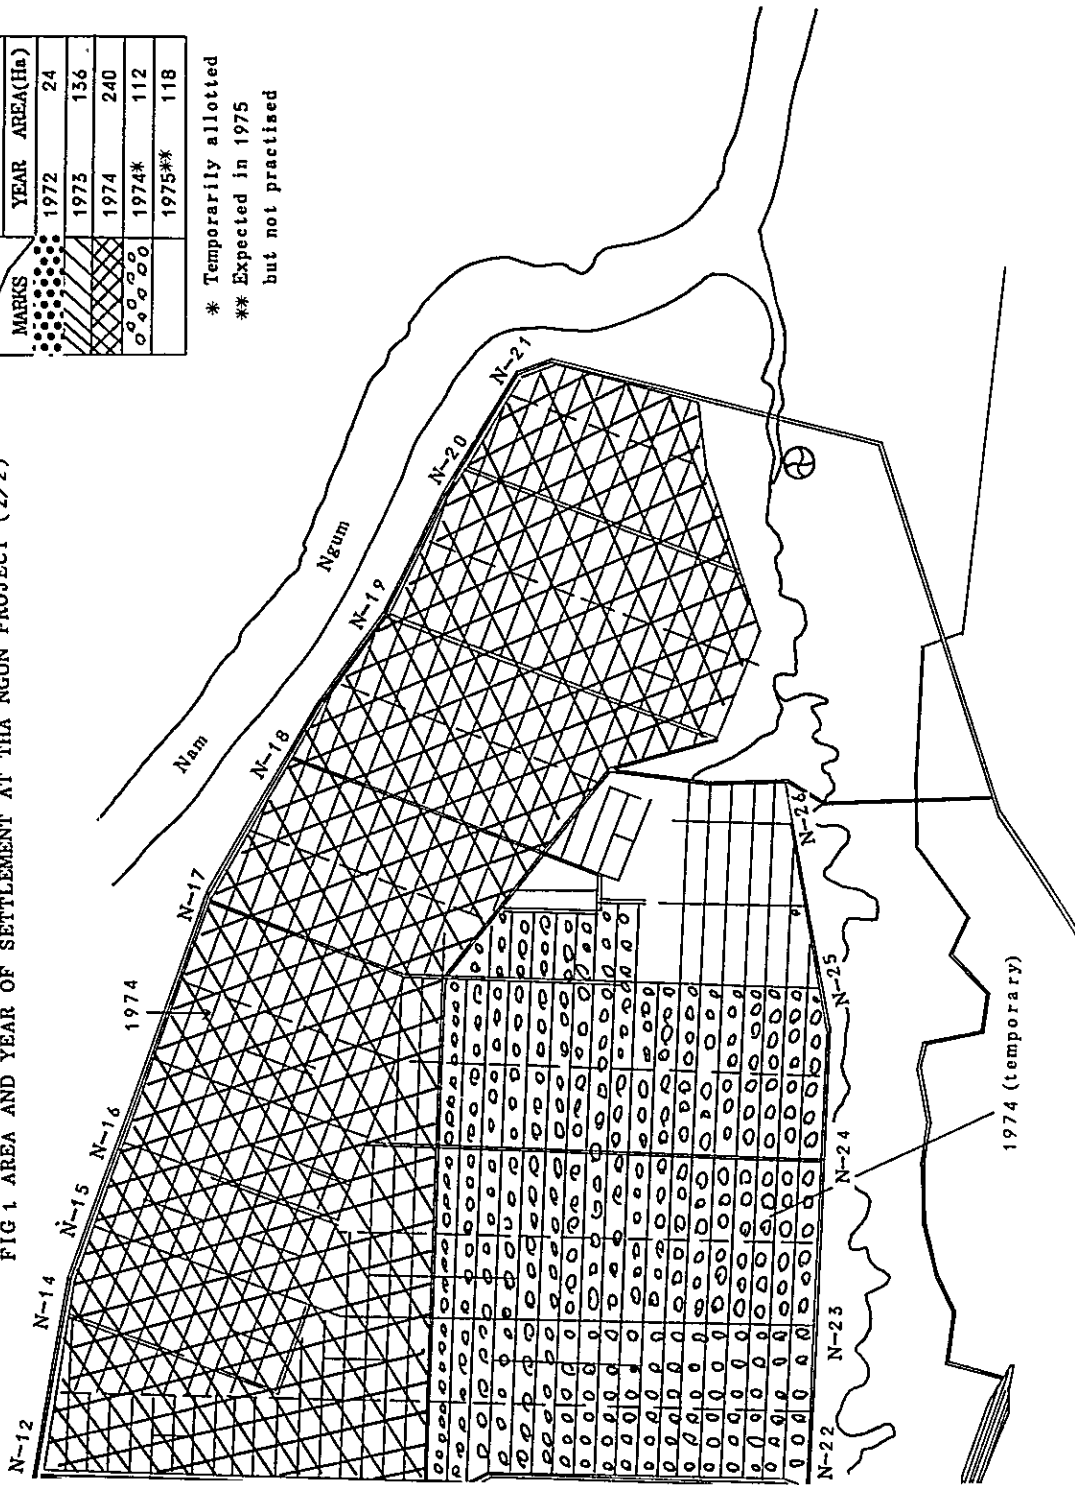 FIG 1. AREA AND YEAR OF SETTLEMENT AT THA NGON PROJECT (2/2)
MARKS YEAR AREA(Ha)
1972 24
1973 136
1974 240
1974* 112
1975** 118
* Temporarily allotted
** Expected in 1975
but not practised
N-12
N-14
N-15
N-16
1974
N-17
N-18
N-19
N-20
N-21
Nam Ngum
N-22
N-23
N-24
N-25
N-26
1974 (temporary)